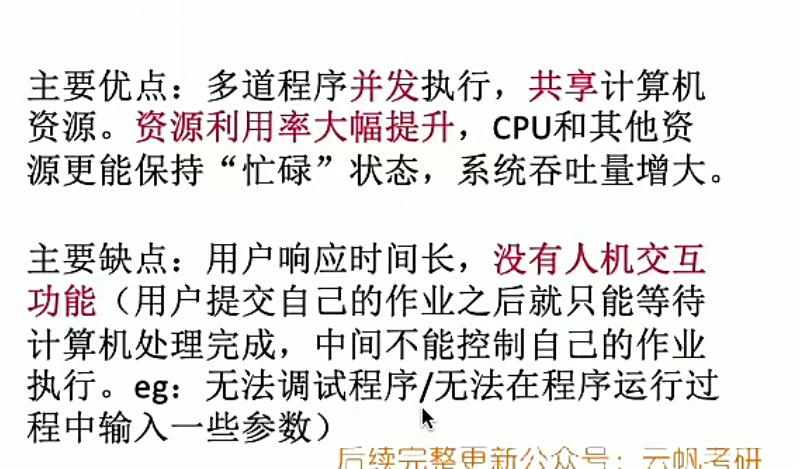 主要优点：多道程序并发执行，共享计算机
资源。资源利用率大幅提升，CPU和其他资
源更能保持“忙碌”状态，系统吞吐量增大。
主要缺点：用户响应时间长，没有人机交互
功能（用户提交自己的作业之后就只能等待
计算机处理完成，中间不能控制自己的作业
执行。eg：无法调试程序/无法在程序运行过
程中输入一些参数）
后续完整更新公众号：云帆考研